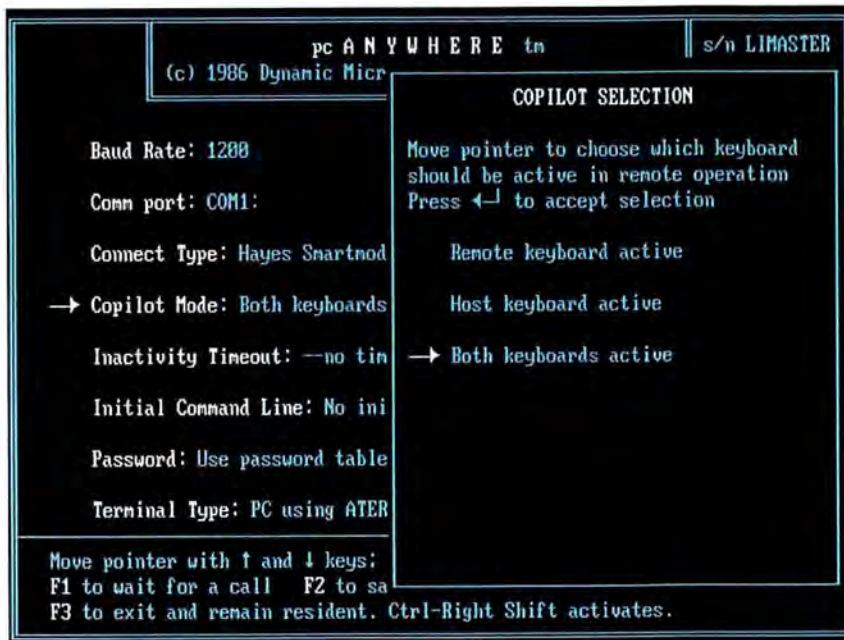 pc A N Y W H E R E tm
s/n LIMASTER
(c) 1986 Dynamic Micr
Baud Rate: 1200
Comm port: COM1:
Connect Type: Hayes Smartmod
→ Copilot Mode: Both keyboards
Inactivity Timeout: --no tim
Initial Command Line: No ini
Password: Use password table
Terminal Type: PC using ATER
COPILOT SELECTION
Move pointer to choose which keyboard
should be active in remote operation
Press ◄┘ to accept selection
Remote keyboard active
Host keyboard active
→ Both keyboards active
Move pointer with ↑ and ↓ keys;
F1 to wait for a call F2 to sa
F3 to exit and remain resident. Ctrl-Right Shift activates.